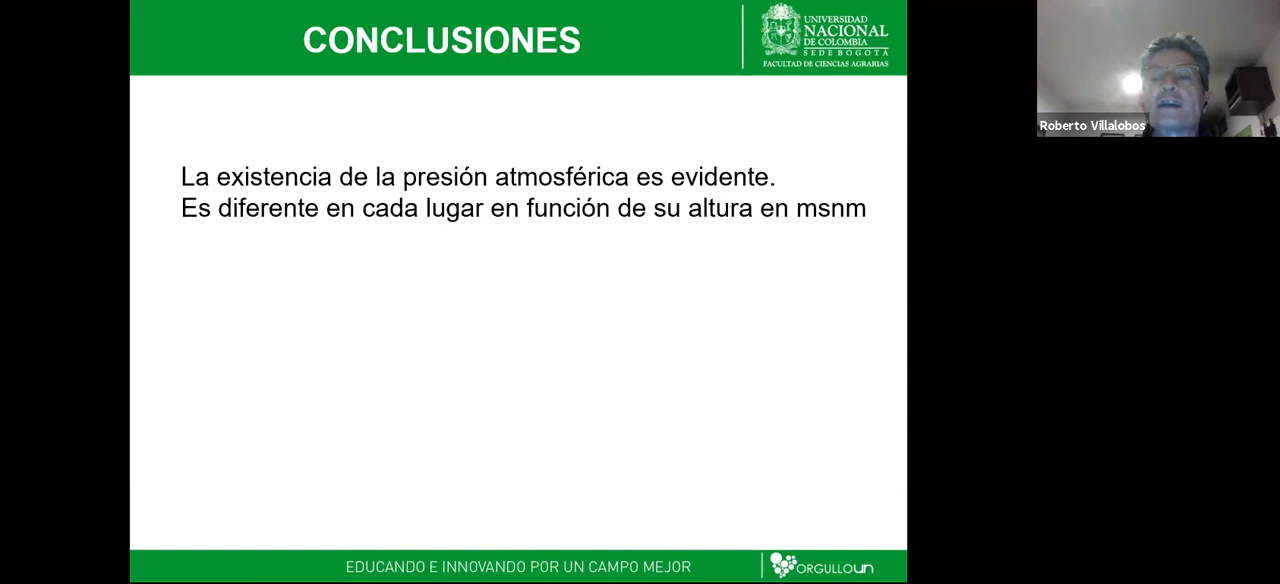 CONCLUSIONES
UNIVERSIDAD
NACIONAL
DE COLOMBIA
SEDE BOGOTÁ
FACULTAD DE CIENCIAS AGRARIAS
Roberto Villalobos
La existencia de la presión atmosférica es evidente.
Es diferente en cada lugar en función de su altura en msnm
EDUCANDO E INNOVANDO POR UN CAMPO MEJOR
ORGULLOUN